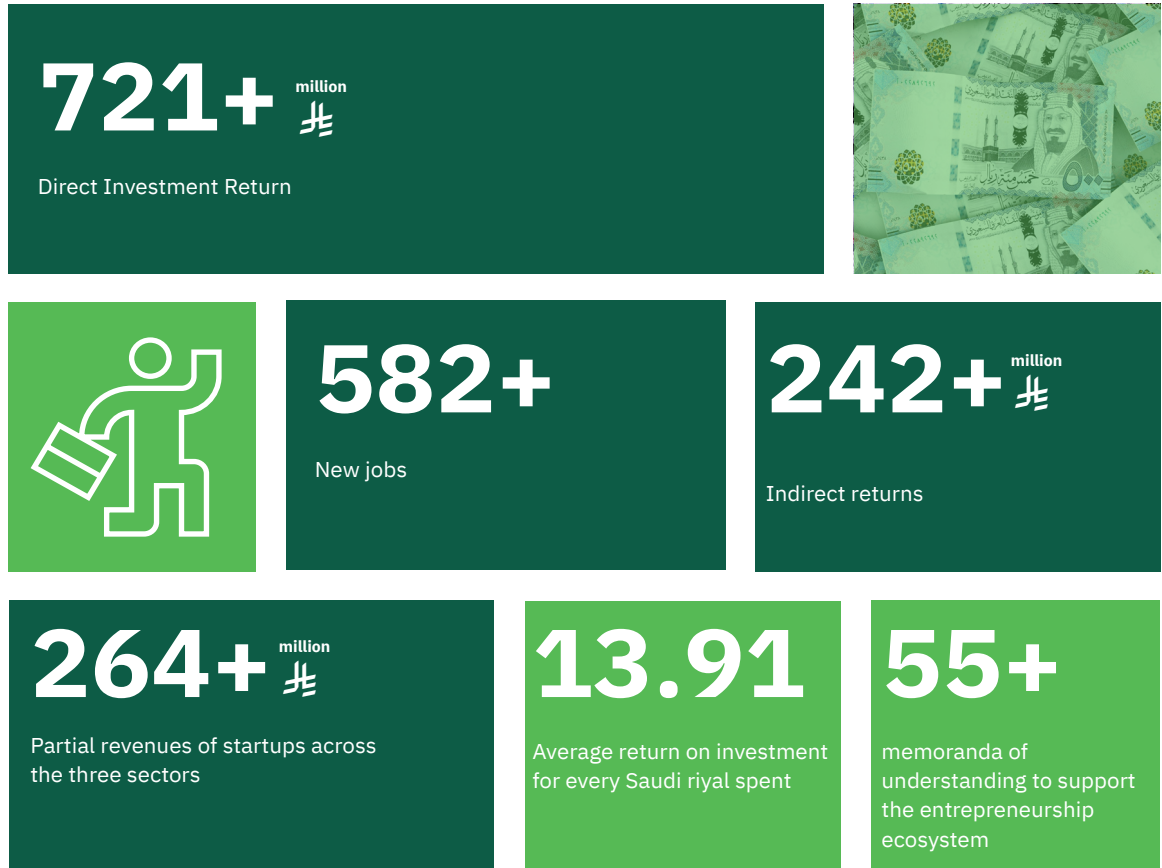 721+ million ⃁
Direct Investment Return
582+
New jobs
242+ million ⃁
Indirect returns
264+ million ⃁
Partial revenues of startups across
the three sectors
13.91
Average return on investment
for every Saudi riyal spent
55+
memoranda of
understanding to support
the entrepreneurship
ecosystem